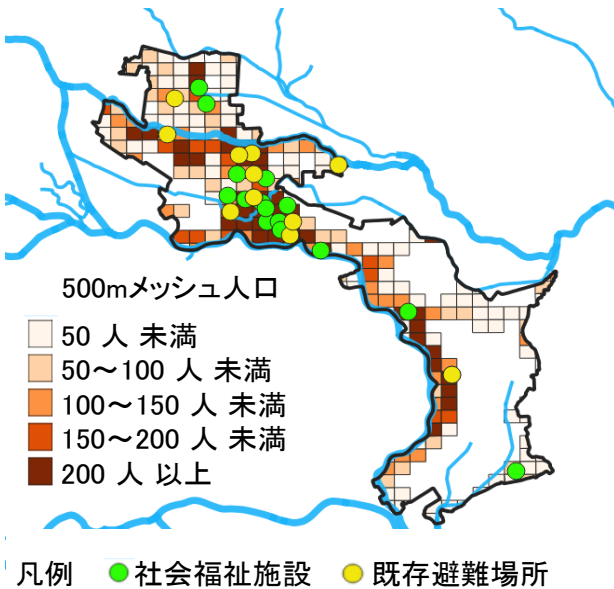 500mメッシュ人口
50 人 未満
50～100 人 未満
100～150 人 未満
150～200 人 未満
200 人 以上
凡例 社会福祉施設 既存避難場所